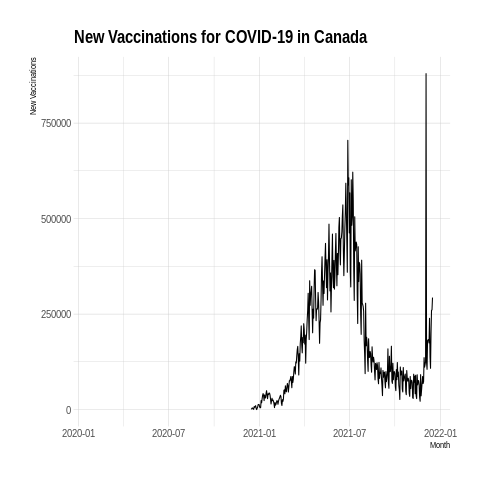 New Vaccinations for COVID-19 in Canada
New Vaccinations
750000
500000
250000
0
2020-01 2020-07 2021-01 2021-07 2022-01
Month